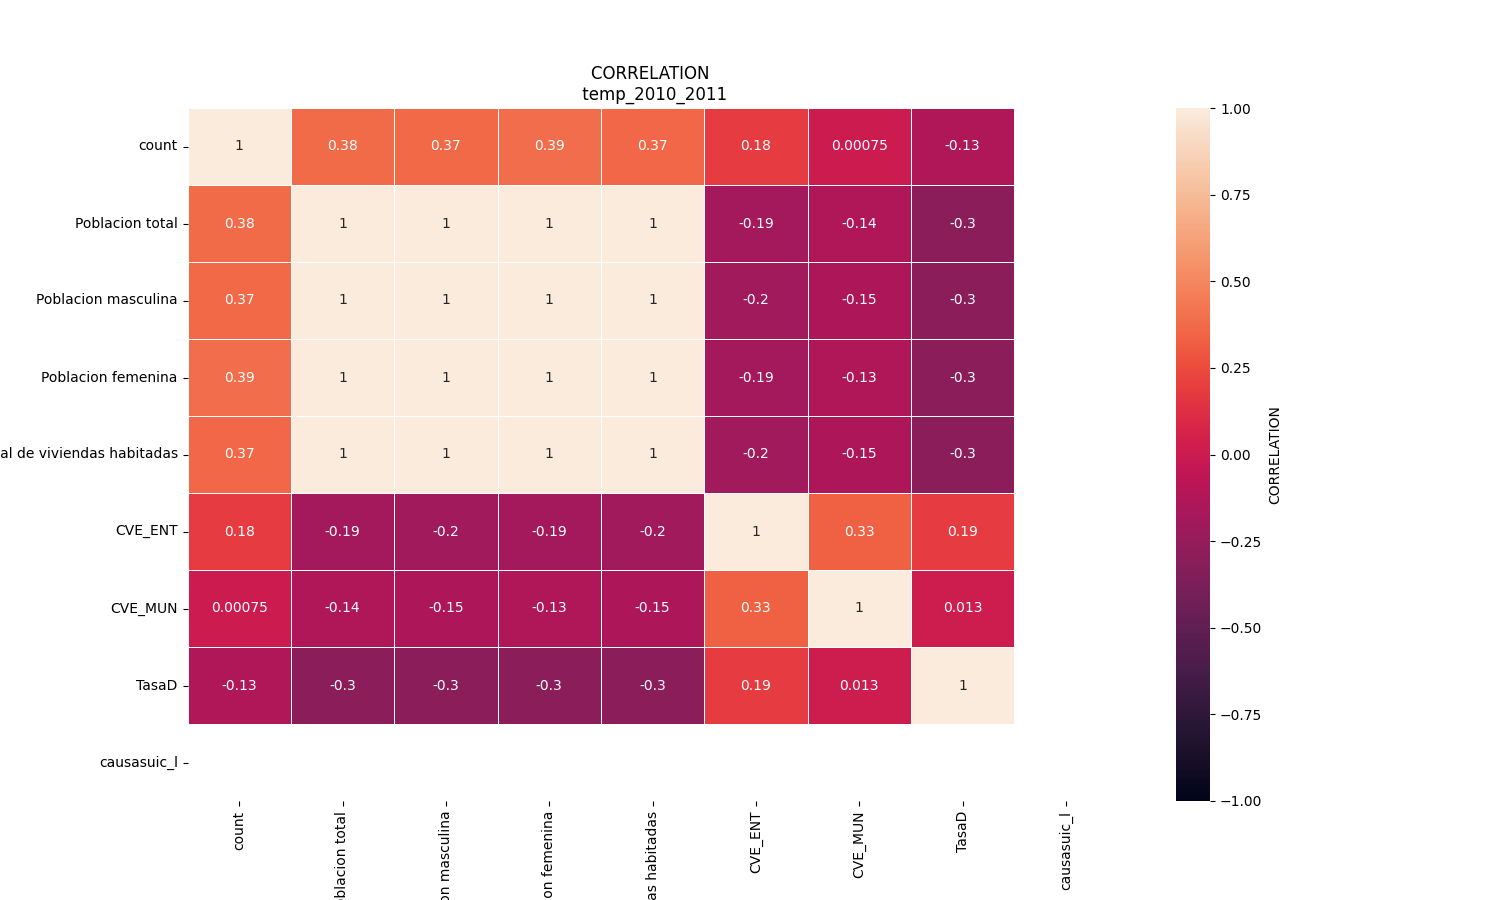 CORRELATION
temp_2010_2011
count 1 0.38 0.37 0.39 0.37 0.18 0.00075 -0.13
Poblacion total 0.38 1 1 1 1 -0.19 -0.14 -0.3
Poblacion masculina 0.37 1 1 1 1 -0.2 -0.15 -0.3
Poblacion femenina 0.39 1 1 1 1 -0.19 -0.13 -0.3
al de viviendas habitadas 0.37 1 1 1 1 -0.2 -0.15 -0.3
CVE_ENT 0.18 -0.19 -0.2 -0.19 -0.2 1 0.33 0.19
CVE_MUN 0.00075 -0.14 -0.15 -0.13 -0.15 0.33 1 0.013
TasaD -0.13 -0.3 -0.3 -0.3 -0.3 0.19 0.013 1
causasuic_l
count
oblacion total
on masculina
on femenina
as habitadas
CVE_ENT
CVE_MUN
TasaD
causasuic_l
1.00
0.75
0.50
0.25
0.00
−0.25
−0.50
−0.75
−1.00
CORRELATION